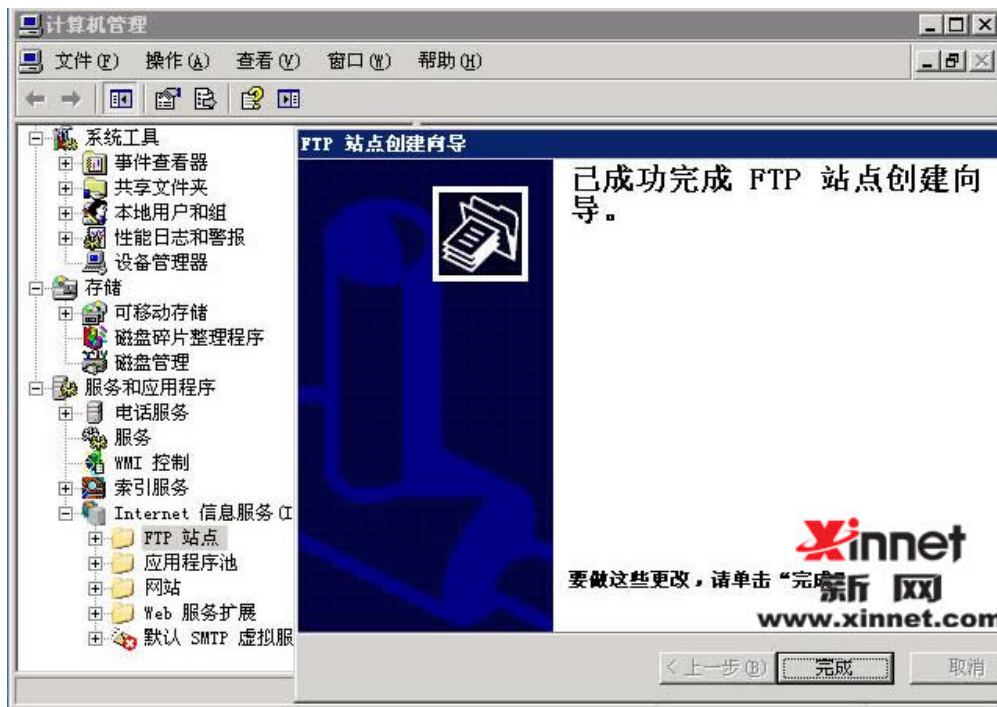 计算机管理
文件(F) 操作(A) 查看(V) 窗口(W) 帮助(H)
系统工具
事件查看器
共享文件夹
本地用户和组
性能日志和警报
设备管理器
存储
可移动存储
磁盘碎片整理程序
磁盘管理
服务和应用程序
电话服务
服务
WMI 控制
索引服务
Internet 信息服务(I
FTP 站点
应用程序池
网站
Web 服务扩展
默认 SMTP 虚拟服
FTP 站点创建向导
已成功完成 FTP 站点创建向
导。
要做这些更改，请单击“完成
Xinnet
新网
www.xinnet.com
<上一步(B)
完成
取消